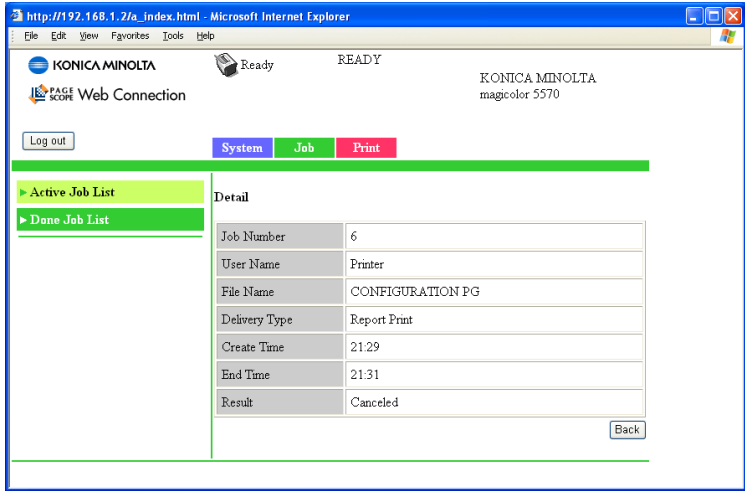 http://192.168.1.2/a_index.html - Microsoft Internet Explorer
File Edit View Favorites Tools Help
KONICA MINOLTA
Ready
READY
KONICA MINOLTA
magicolor 5570
PAGE SCOPE Web Connection
Log out
System Job Print
Active Job List
Done Job List
Detail
Job Number 6
User Name Printer
File Name CONFIGURATION PG
Delivery Type Report Print
Create Time 21:29
End Time 21:31
Result Canceled
Back